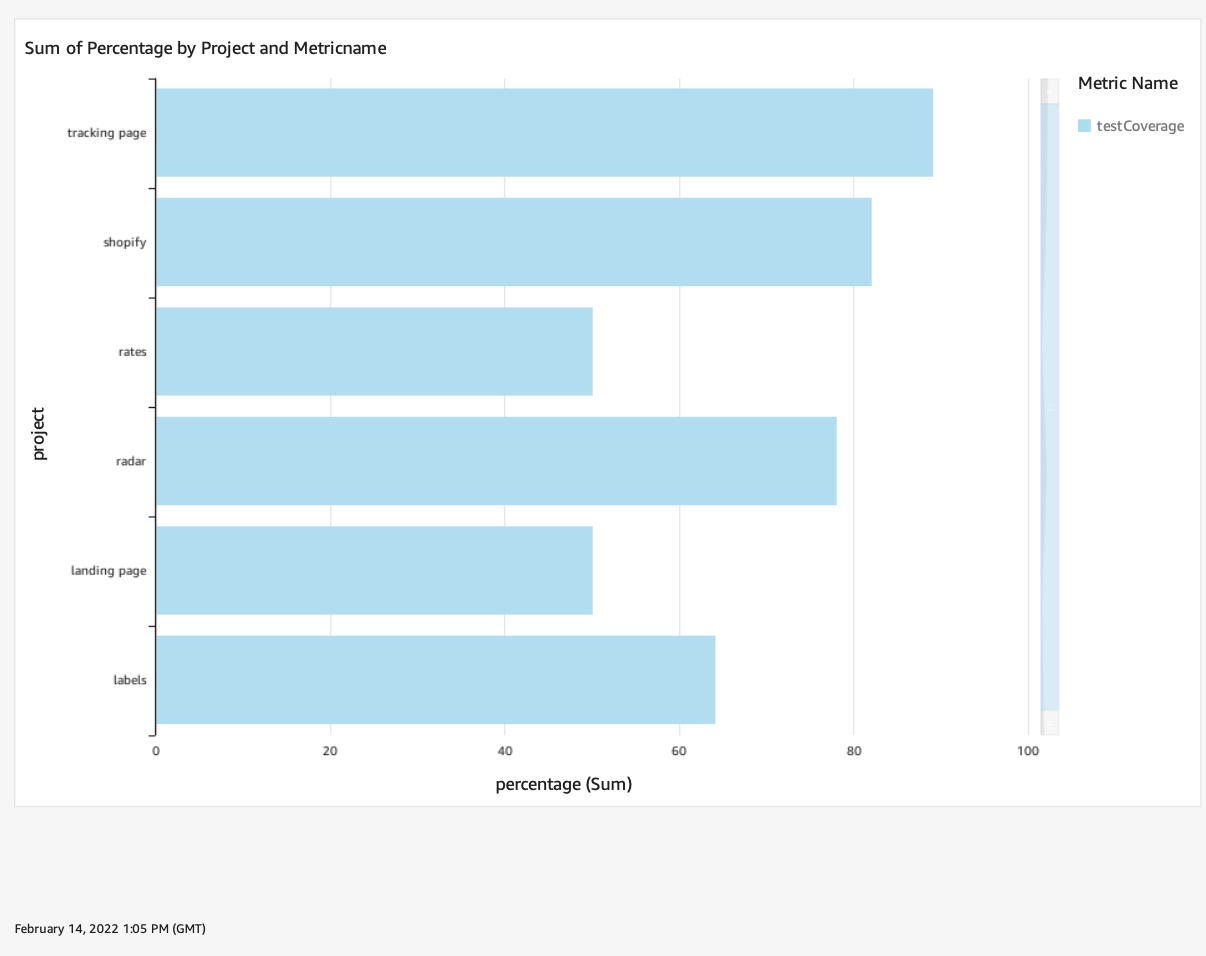 Sum of Percentage by Project and Metricname
Metric Name
testCoverage
tracking page
shopify
rates
radar
landing page
labels
project
0 20 40 60 80 100
percentage (Sum)
February 14, 2022 1:05 PM (GMT)